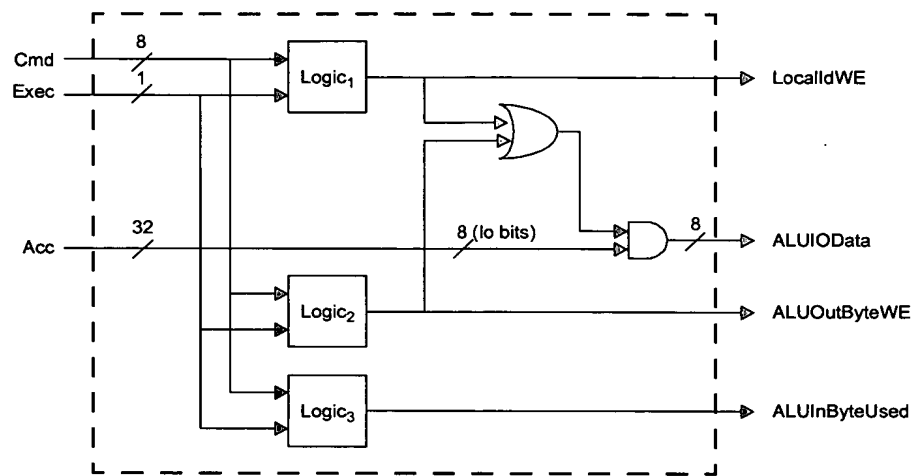 Cmd
8
Exec
1
Logic1
LocalIdWE
Acc
32
8 (lo bits)
8
ALUIOData
Logic2
ALUOutByteWE
Logic3
ALUInByteUsed